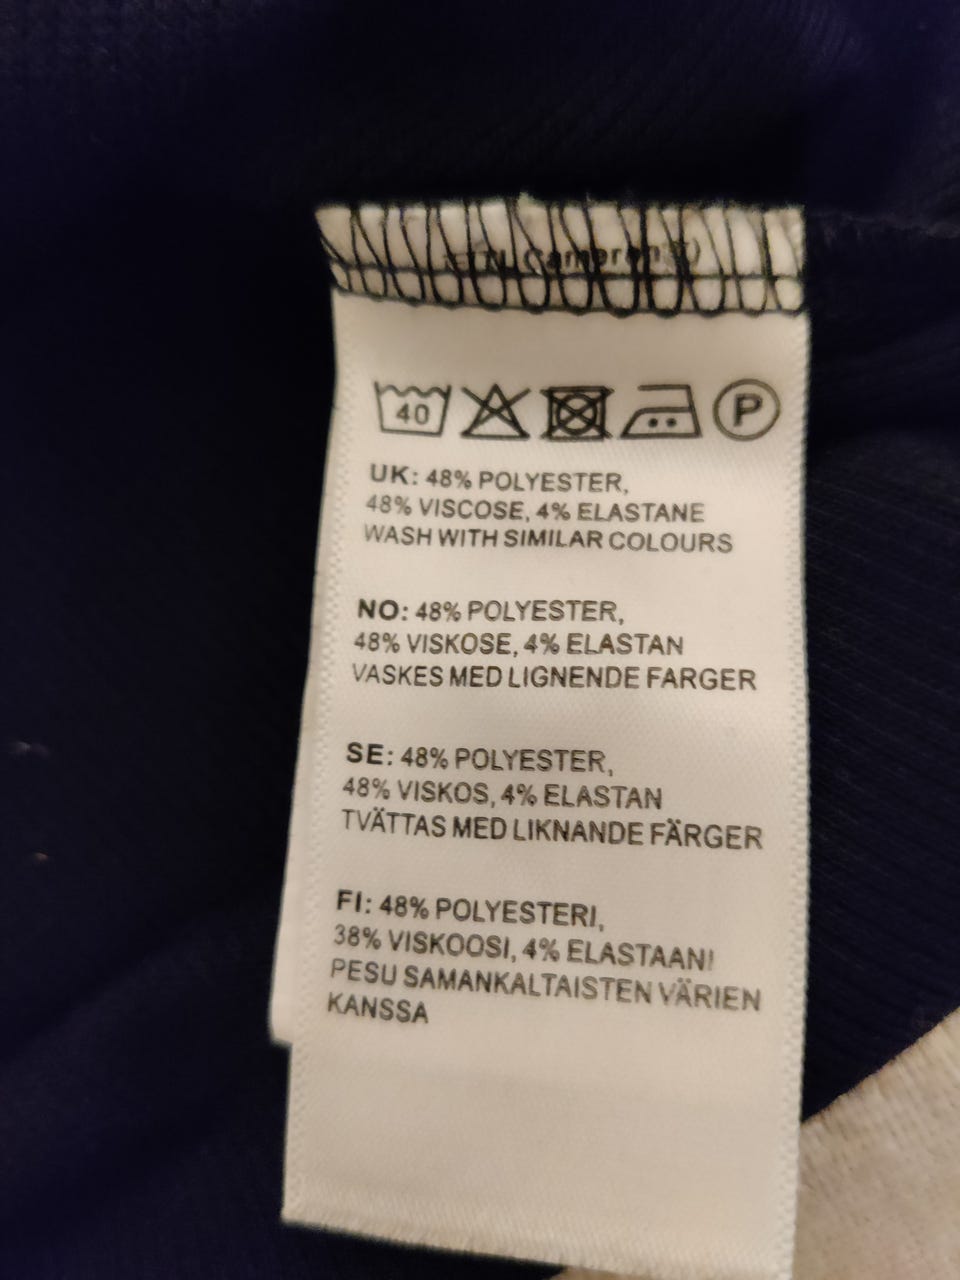 40 P
UK: 48% POLYESTER,
48% VISCOSE, 4% ELASTANE
WASH WITH SIMILAR COLOURS
NO: 48% POLYESTER,
48% VISKOSE, 4% ELASTAN
VASKES MED LIGNENDE FARGER
SE: 48% POLYESTER,
48% VISKOS, 4% ELASTAN
TVÄTTAS MED LIKNANDE FÄRGER
FI: 48% POLYESTERI,
38% VISKOOSI, 4% ELASTAANI
PESU SAMANKALTAISTEN VÄRIEN
KANSSA